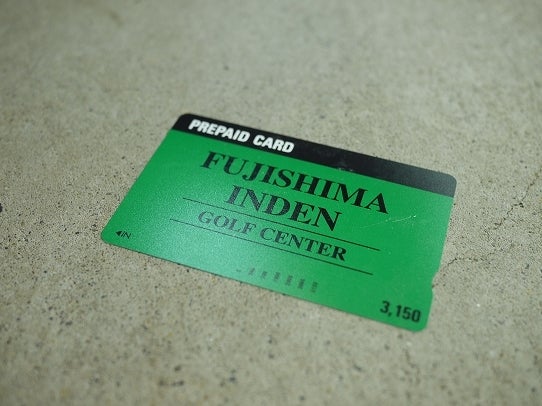 PREPAID CARD
FUJISHIMA
INDEN
GOLF CENTER
◀IN
3,150